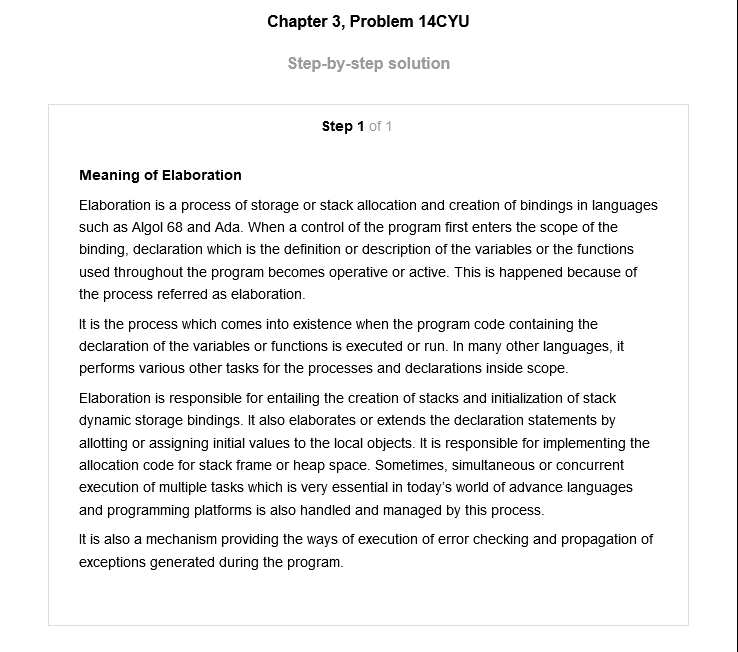 Chapter 3, Problem 14CYU
Step-by-step solution
Step 1 of 1
Meaning of Elaboration
Elaboration is a process of storage or stack allocation and creation of bindings in languages
such as Algol 68 and Ada. When a control of the program first enters the scope of the
binding, declaration which is the definition or description of the variables or the functions
used throughout the program becomes operative or active. This is happened because of
the process referred as elaboration.
It is the process which comes into existence when the program code containing the
declaration of the variables or functions is executed or run. In many other languages, it
performs various other tasks for the processes and declarations inside scope.
Elaboration is responsible for entailing the creation of stacks and initialization of stack
dynamic storage bindings. It also elaborates or extends the declaration statements by
allotting or assigning initial values to the local objects. It is responsible for implementing the
allocation code for stack frame or heap space. Sometimes, simultaneous or concurrent
execution of multiple tasks which is very essential in today's world of advance languages
and programming platforms is also handled and managed by this process.
It is also a mechanism providing the ways of execution of error checking and propagation of
exceptions generated during the program.